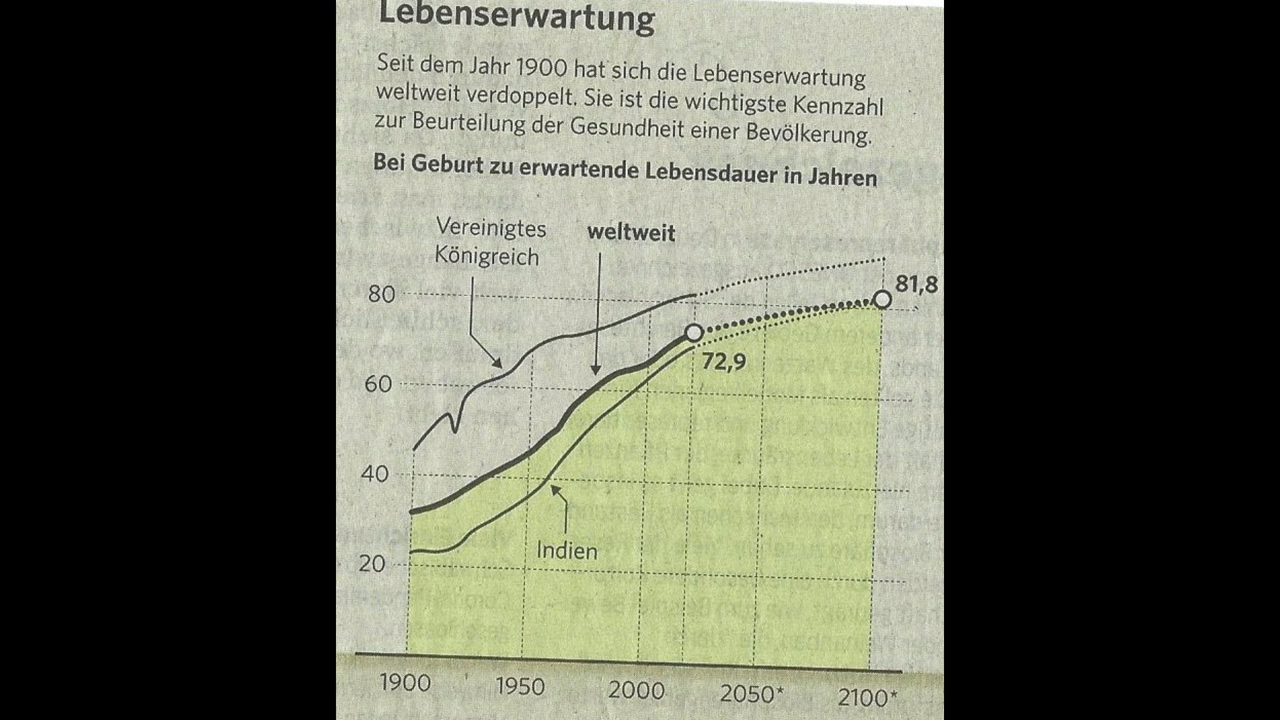 Lebenserwartung
Seit dem Jahr 1900 hat sich die Lebenserwartung
weltweit verdoppelt. Sie ist die wichtigste Kennzahl
zur Beurteilung der Gesundheit einer Bevölkerung.
Bei Geburt zu erwartende Lebensdauer in Jahren
Vereinigtes
Königreich
weltweit
81,8
80
72,9
60
40
Indien
20
1900
1950
2000
2050*
2100*